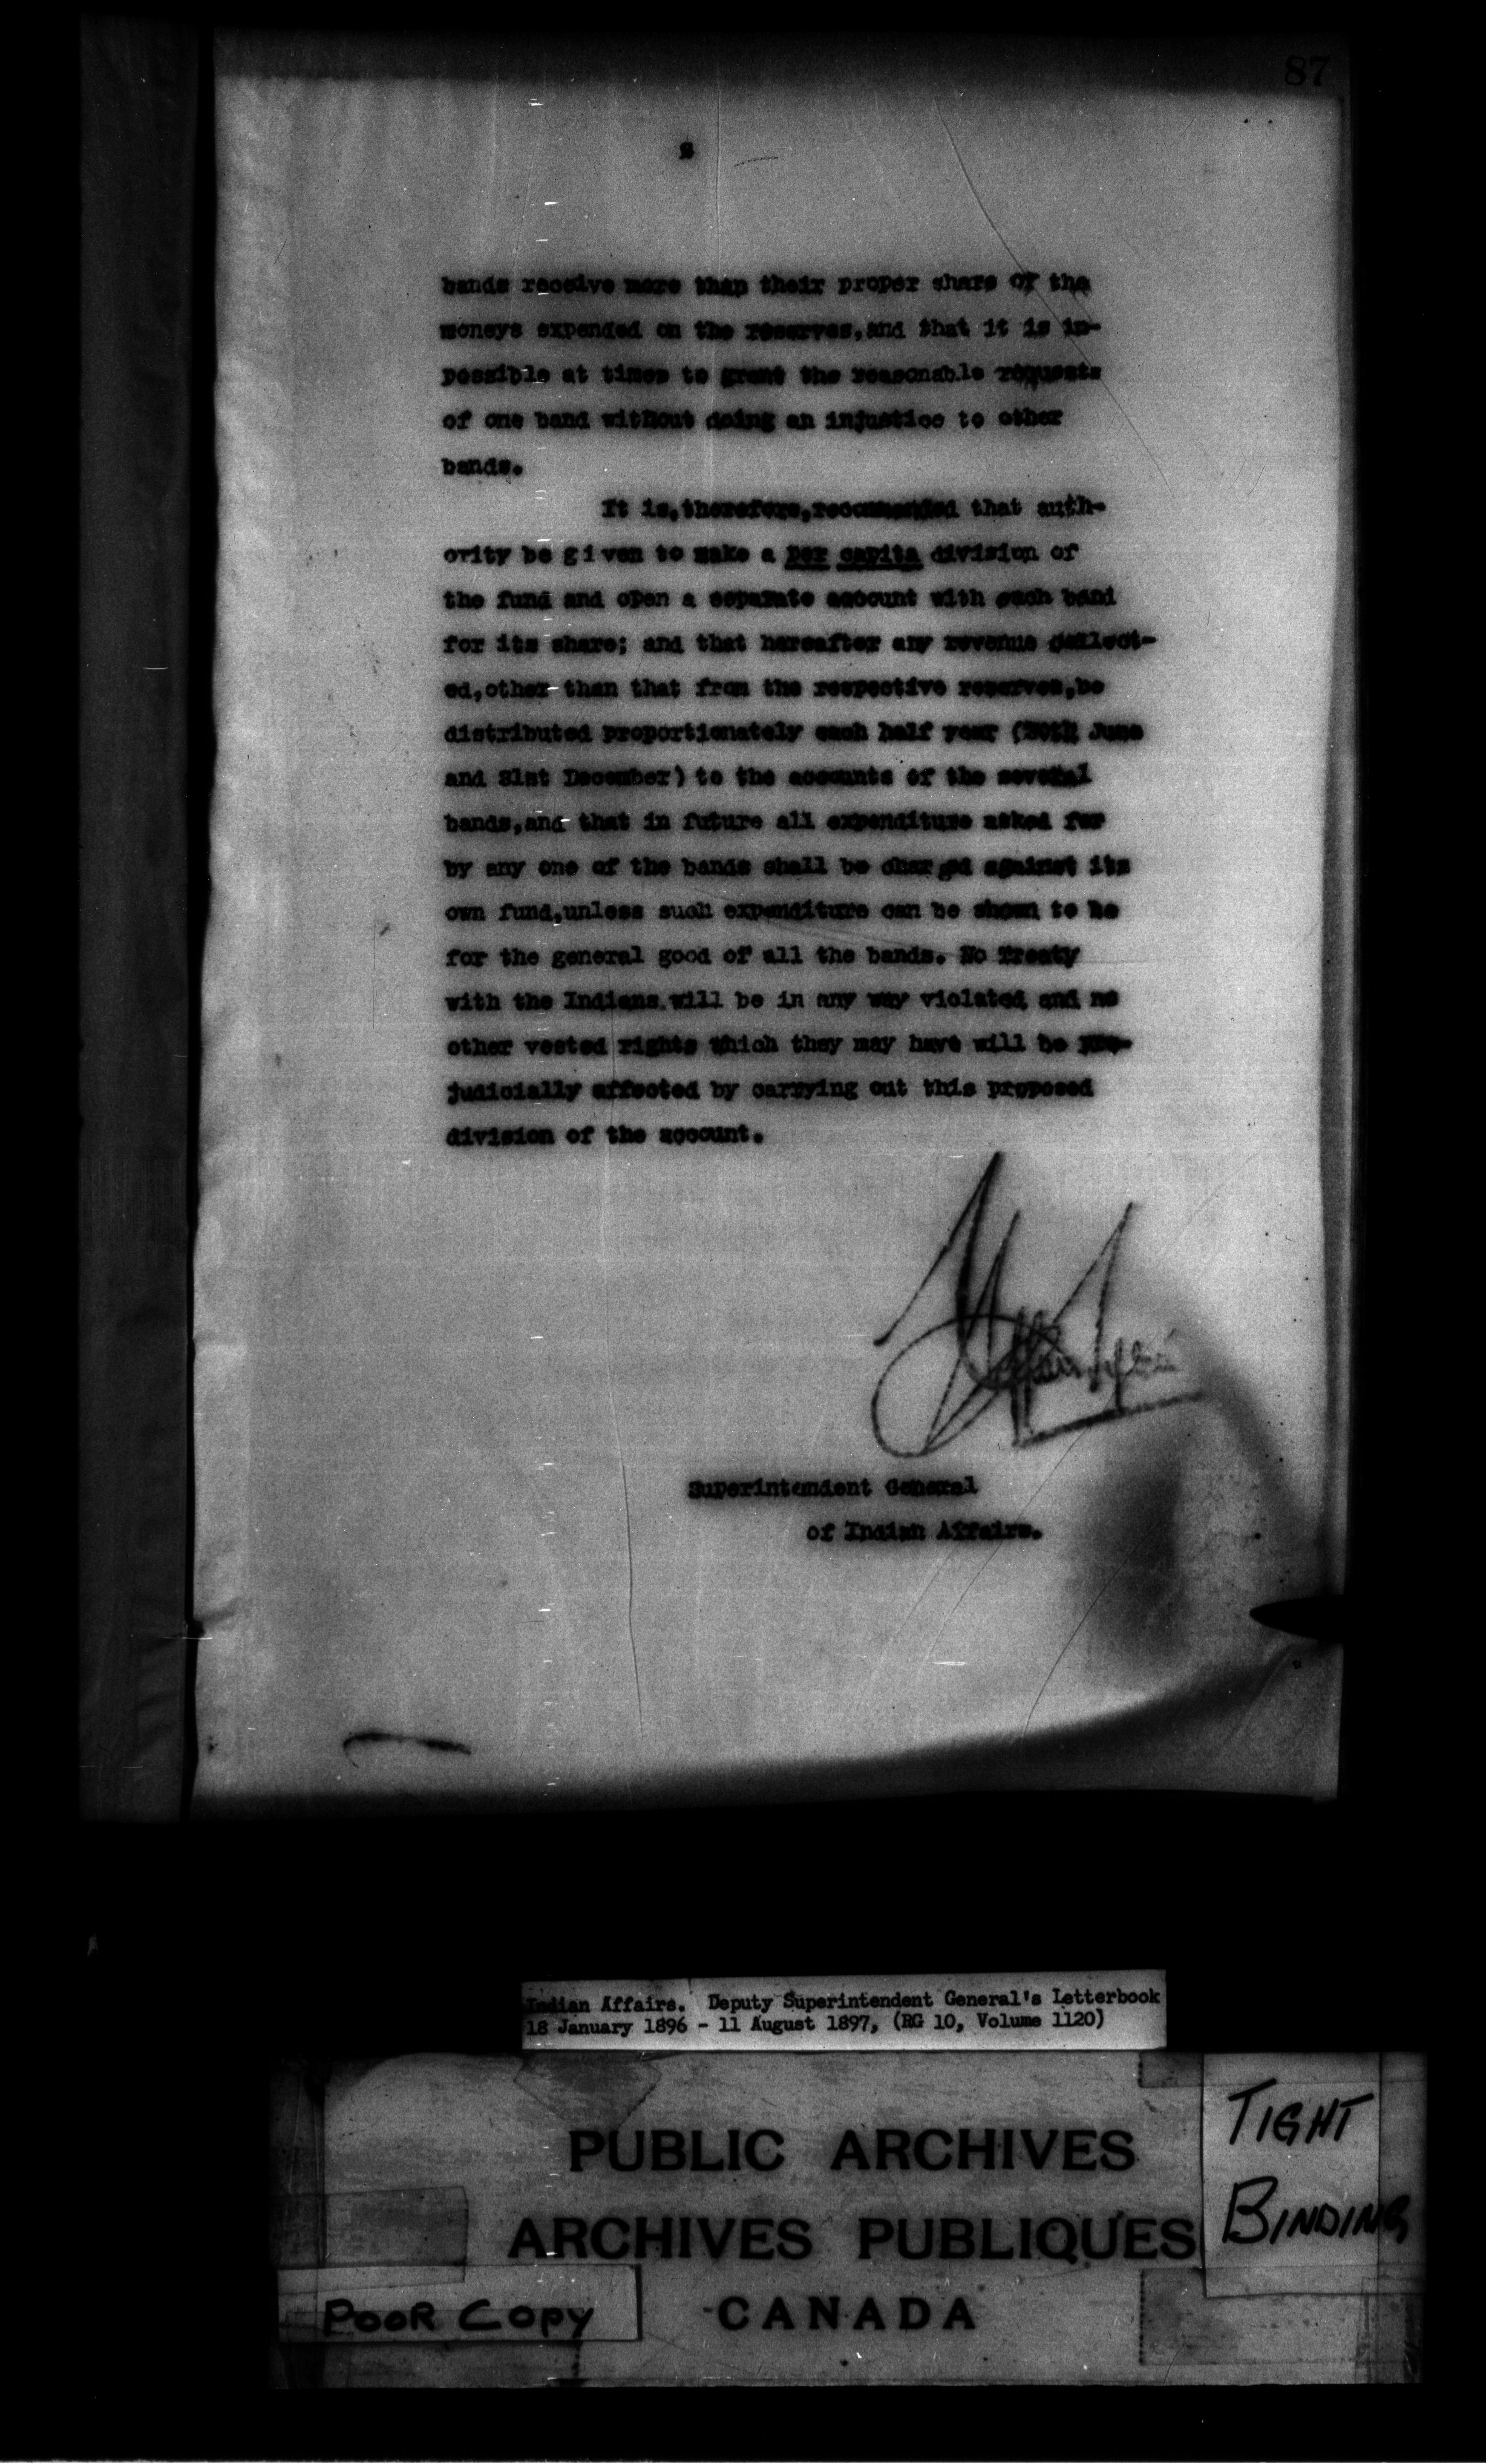 87
2
bands receive more than their proper share of the
moneys expended on the reserves, and that it is im-
possible at times to grant the reasonable requests
of one band without doing an injustice to other
bands.
It is, therefore, recommended that auth-
ority be given to make a per capita division of
the fund and open a separate account with each band
for its share; and that hereafter any revenue collect-
ed, other than that from the respective reserves, be
distributed proportionately each half year (30th June
and 31st December) to the accounts of the several
bands, and that in future all expenditure asked for
by any one of the bands shall be charged against its
own fund, unless such expenditure can be shown to be
for the general good of all the bands. No Treaty
with the Indians will be in any way violated and no
other vested rights which they may have will be pre-
judicially affected by carrying out this proposed
division of the account.
Superintendent General
of Indian Affairs.
Indian Affairs. Deputy Superintendent General's Letterbook
18 January 1896 - 11 August 1897, (RG 10, Volume 1120)
PUBLIC ARCHIVES
ARCHIVES PUBLIQUES
CANADA
TIGHT
BINDING
POOR COPY